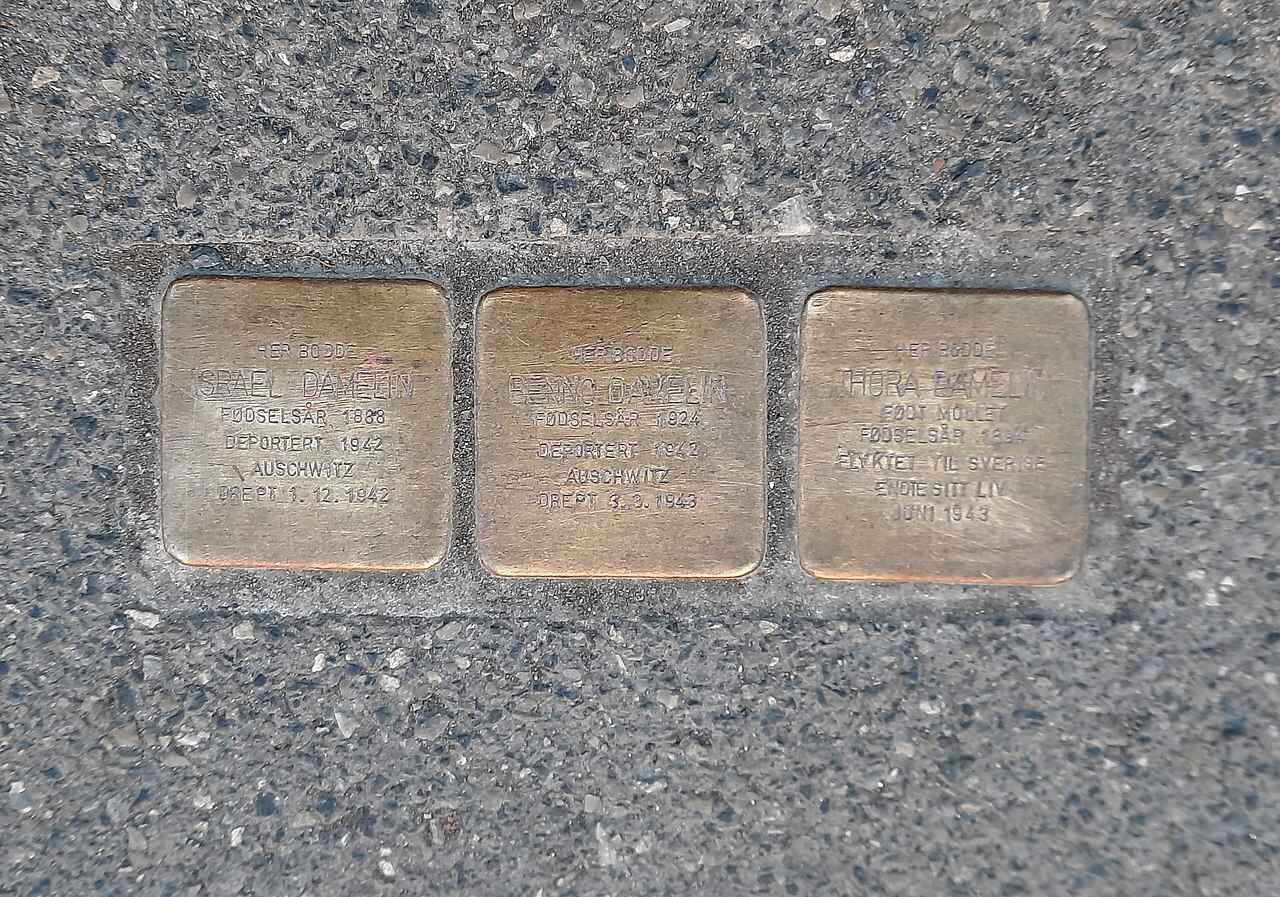 HER BODDE
ISRAEL DAMELIN
FØDSELSÅR 1888
DEPORTERT 1942
AUSCHWITZ
DREPT 1.12.1942
HER BODDE
BENNO DAMELIN
FØDSELSÅR 1924
DEPORTERT 1942
AUSCHWITZ
DREPT 3.3.1943
HER BODDE
THORA DAMELIN
FØDT MOLLET
FØDSELSÅR
FLYKTET TIL SVERIGE
ENDTE SITT LIV
JUNI 1943